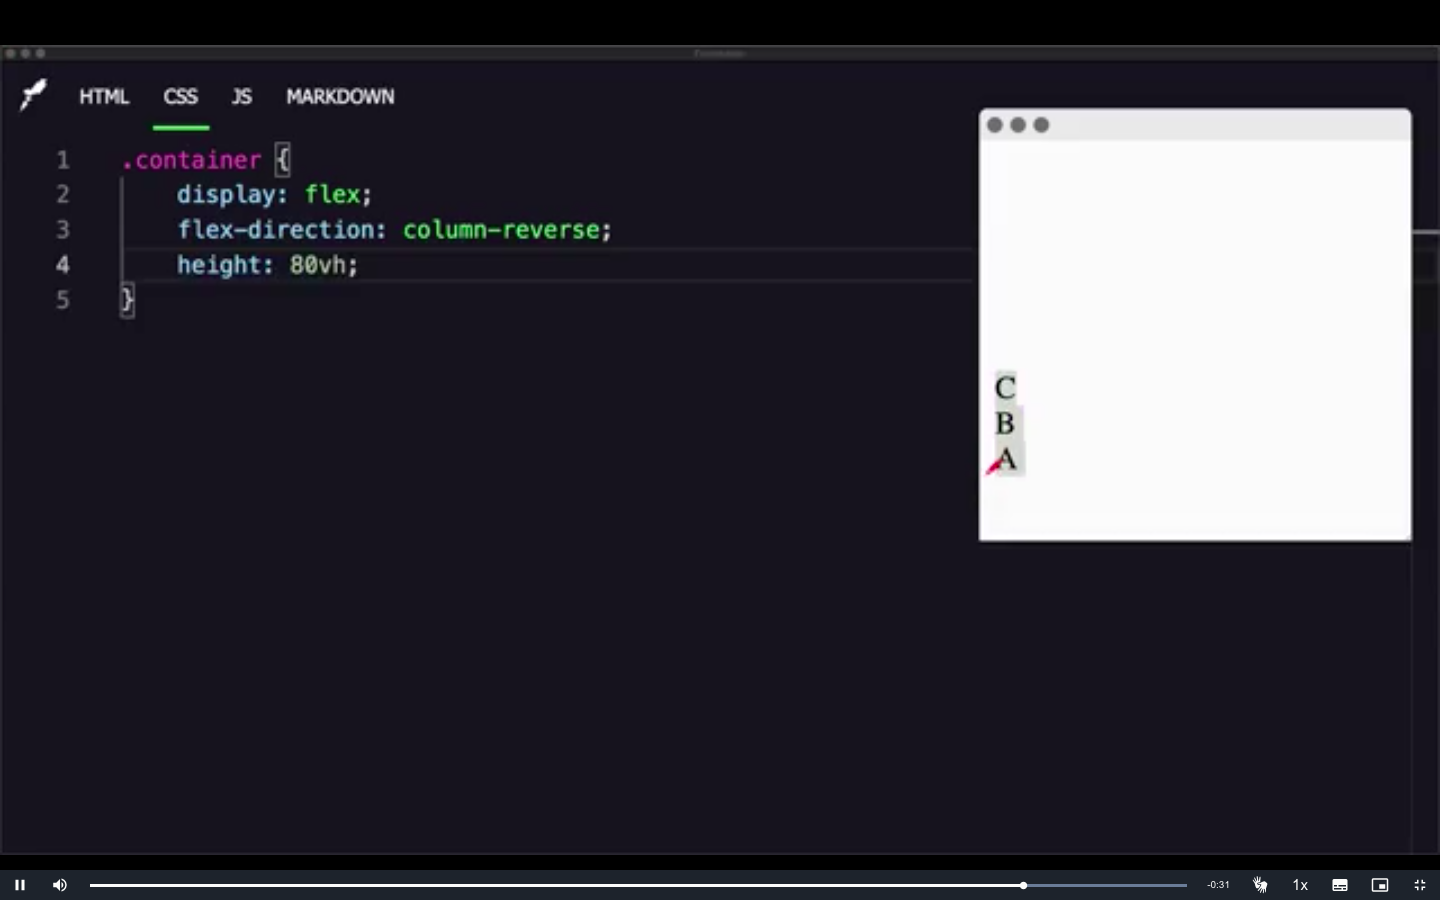 HTML CSS JS MARKDOWN
1 .container {
2 display: flex;
3 flex-direction: column-reverse;
4 height: 80vh;
5 }
C
B
A
-0:31 1x